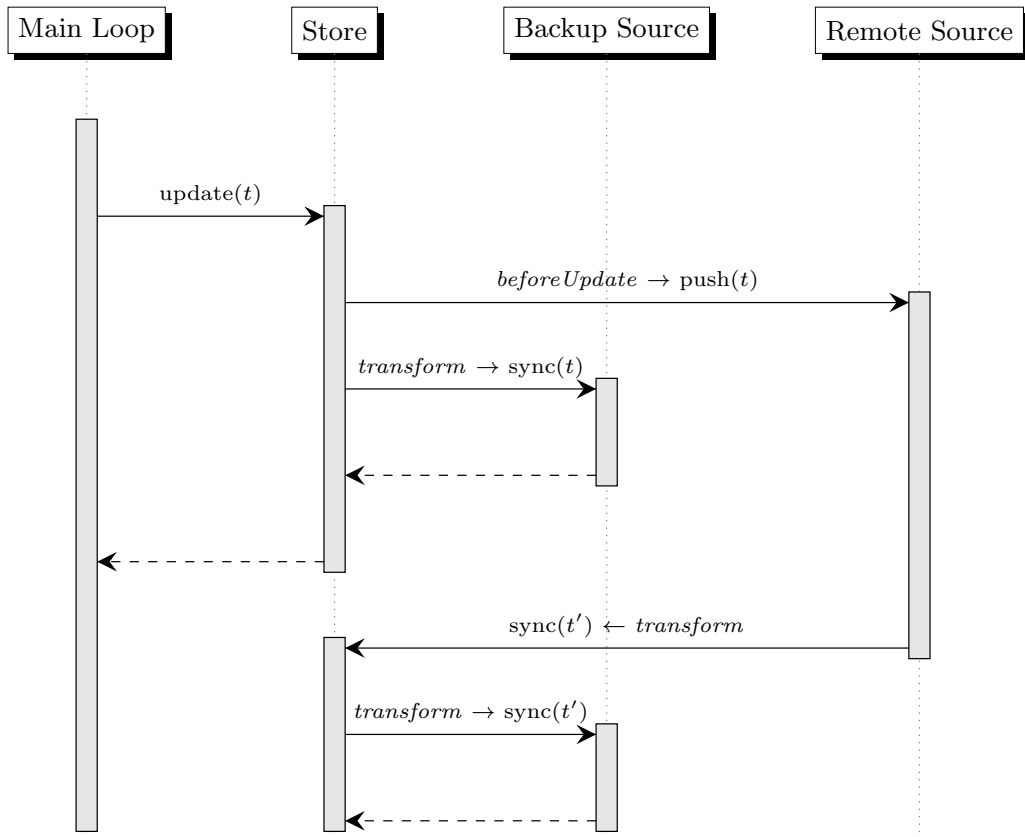 Main Loop
Store
Backup Source
Remote Source
update(t)
beforeUpdate → push(t)
transform → sync(t)
sync(t′) ← transform
transform → sync(t′)